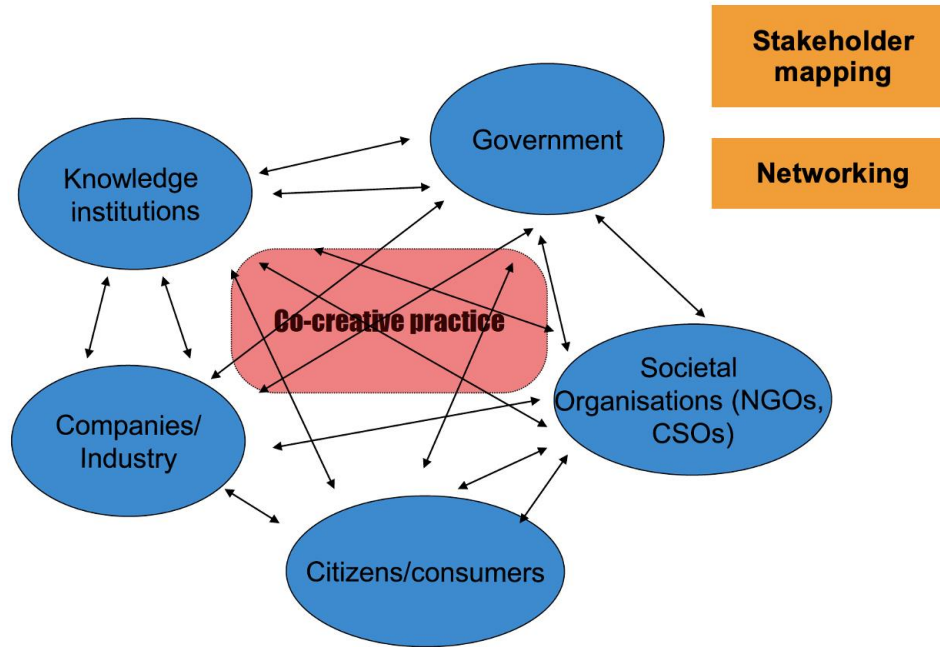 Stakeholder
mapping
Government
Networking
Knowledge
institutions
Co-creative practice
Societal
Organisations (NGOs,
CSOs)
Companies/
Industry
Citizens/consumers